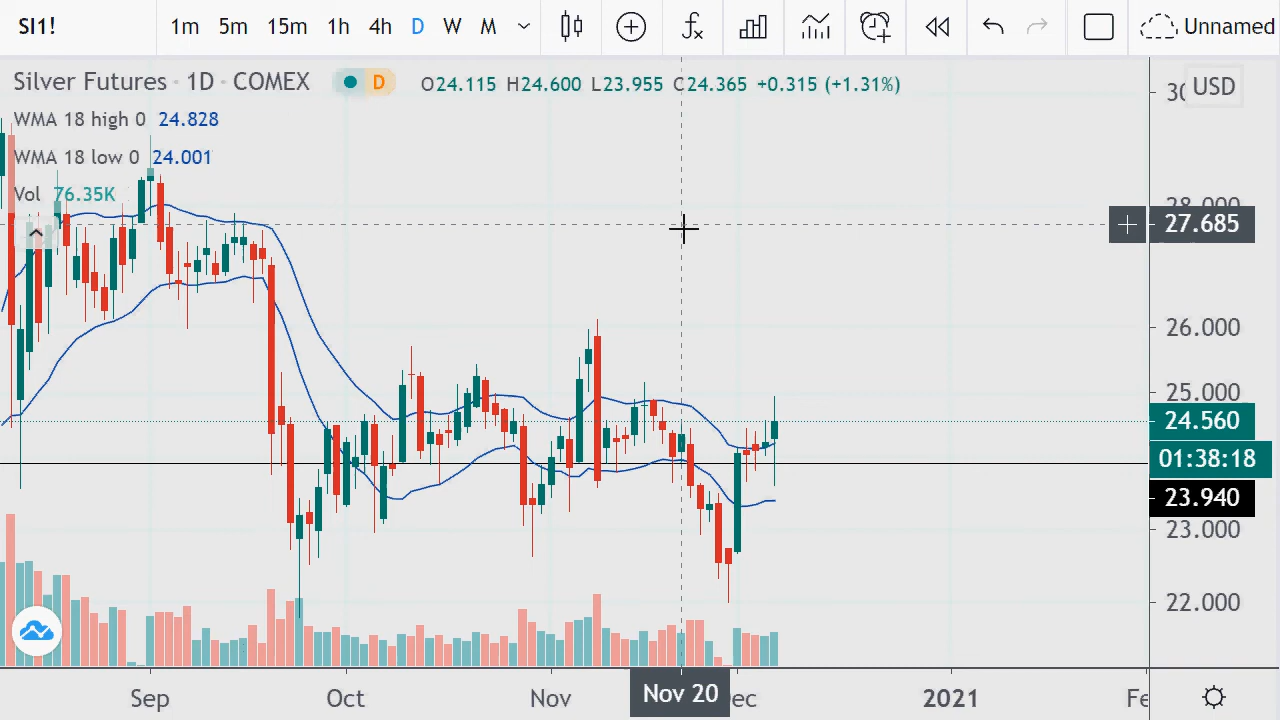 SI1! 1m 5m 15m 1h 4h D W M Unnamed
Silver Futures · 1D · COMEX D O24.115 H24.600 L23.955 C24.365 +0.315 (+1.31%)
USD
WMA 18 high 0 24.828
WMA 18 low 0 24.001
Vol 76.35K
28.000
27.685
26.000
25.000
24.560
01:38:18
23.940
23.000
22.000
Sep Oct Nov Nov 20 2021